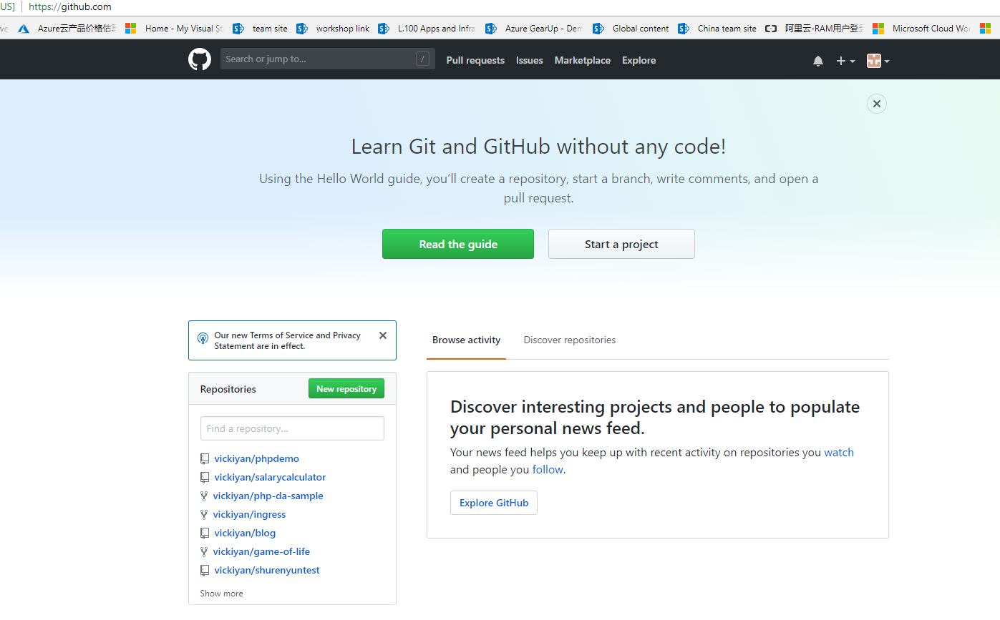 US] https://github.com
Azure云产品价格估算 Home - My Visual St team site workshop link L.100 Apps and Infra Azure GearUp - Dem Global content China team site 阿里云-RAM用户登录 Microsoft Cloud Wor
Search or jump to... / Pull requests Issues Marketplace Explore
Learn Git and GitHub without any code!
Using the Hello World guide, you’ll create a repository, start a branch, write comments, and open a
pull request.
Read the guide Start a project
Our new Terms of Service and Privacy
Statement are in effect.
Browse activity Discover repositories
Repositories New repository
Find a repository...
Discover interesting projects and people to populate
your personal news feed.
Your news feed helps you keep up with recent activity on repositories you watch
and people you follow.
Explore GitHub
vickiyan/phpdemo
vickiyan/salarycalculator
vickiyan/php-da-sample
vickiyan/ingress
vickiyan/blog
vickiyan/game-of-life
vickiyan/shurenyuntest
Show more